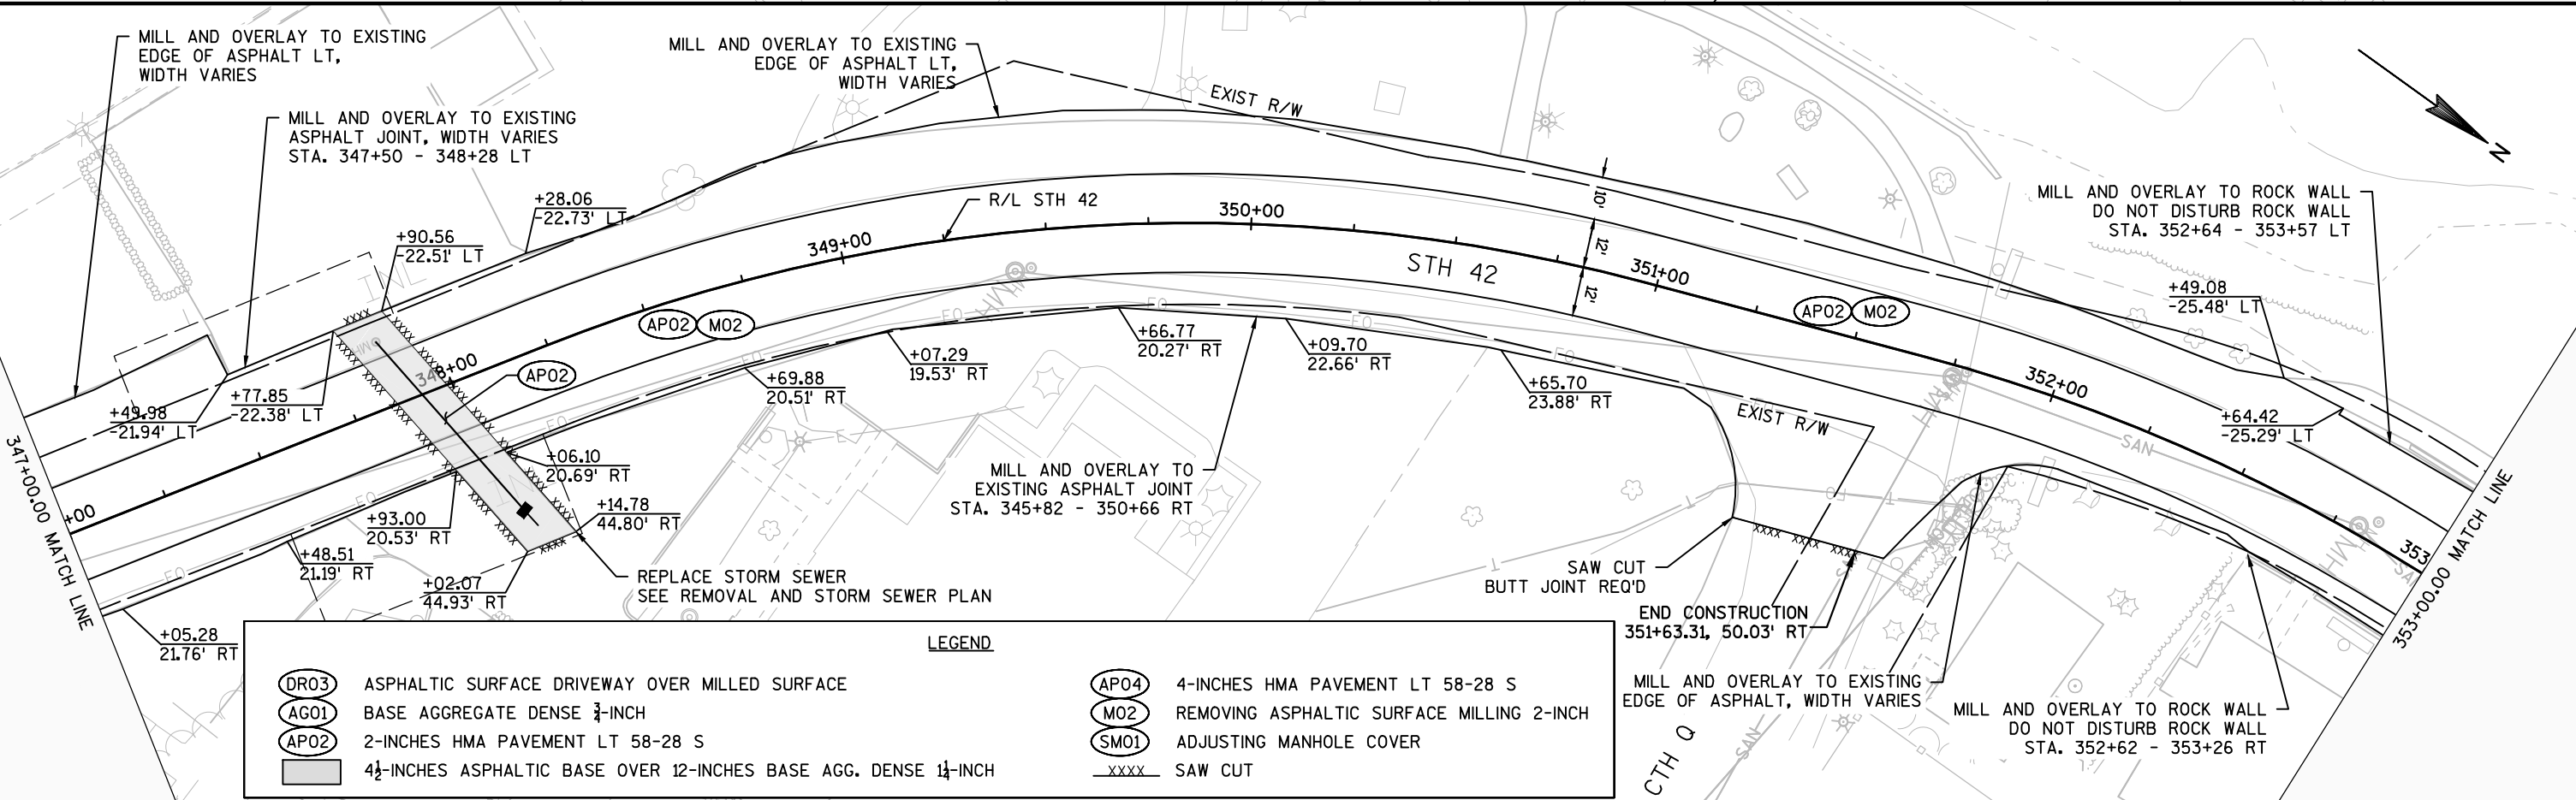 MILL AND OVERLAY TO EXISTING
EDGE OF ASPHALT LT,
WIDTH VARIES
MILL AND OVERLAY TO EXISTING
ASPHALT JOINT, WIDTH VARIES
STA. 347+50 - 348+28 LT
MILL AND OVERLAY TO EXISTING
EDGE OF ASPHALT LT,
WIDTH VARIES
EXIST R/W
N
MILL AND OVERLAY TO ROCK WALL
DO NOT DISTURB ROCK WALL
STA. 352+64 - 353+57 LT
+28.06
-22.73' LT
+90.56
-22.51' LT
R/L STH 42
349+00
350+00
10'
12'
12'
STH 42
351+00
AP02
M02
AP02
M02
+49.08
-25.48' LT
352+00
+64.42
-25.29' LT
348+00
AP02
+49.98
-21.94' LT
+77.85
-22.38' LT
+07.29
19.53' RT
+66.77
20.27' RT
+09.70
22.66' RT
+69.88
20.51' RT
+65.70
23.88' RT
EXIST R/W
SAN
347+00.00 MATCH LINE
+00
+06.10
20.69' RT
+14.78
44.80' RT
+93.00
20.53' RT
+48.51
21.19' RT
+02.07
44.93' RT
+05.28
21.76' RT
REPLACE STORM SEWER
SEE REMOVAL AND STORM SEWER PLAN
MILL AND OVERLAY TO
EXISTING ASPHALT JOINT
STA. 345+82 - 350+66 RT
SAW CUT
BUTT JOINT REQ'D
END CONSTRUCTION
351+63.31, 50.03' RT
353
353+00.00 MATCH LINE
MILL AND OVERLAY TO EXISTING
EDGE OF ASPHALT, WIDTH VARIES
MILL AND OVERLAY TO ROCK WALL
DO NOT DISTURB ROCK WALL
STA. 352+62 - 353+26 RT
CTH Q
SAN
LEGEND
DR03 ASPHALTIC SURFACE DRIVEWAY OVER MILLED SURFACE
AG01 BASE AGGREGATE DENSE 3/4-INCH
AP02 2-INCHES HMA PAVEMENT LT 58-28 S
4 1/2-INCHES ASPHALTIC BASE OVER 12-INCHES BASE AGG. DENSE 1 1/4-INCH
AP04 4-INCHES HMA PAVEMENT LT 58-28 S
M02 REMOVING ASPHALTIC SURFACE MILLING 2-INCH
SM01 ADJUSTING MANHOLE COVER
XXXX SAW CUT